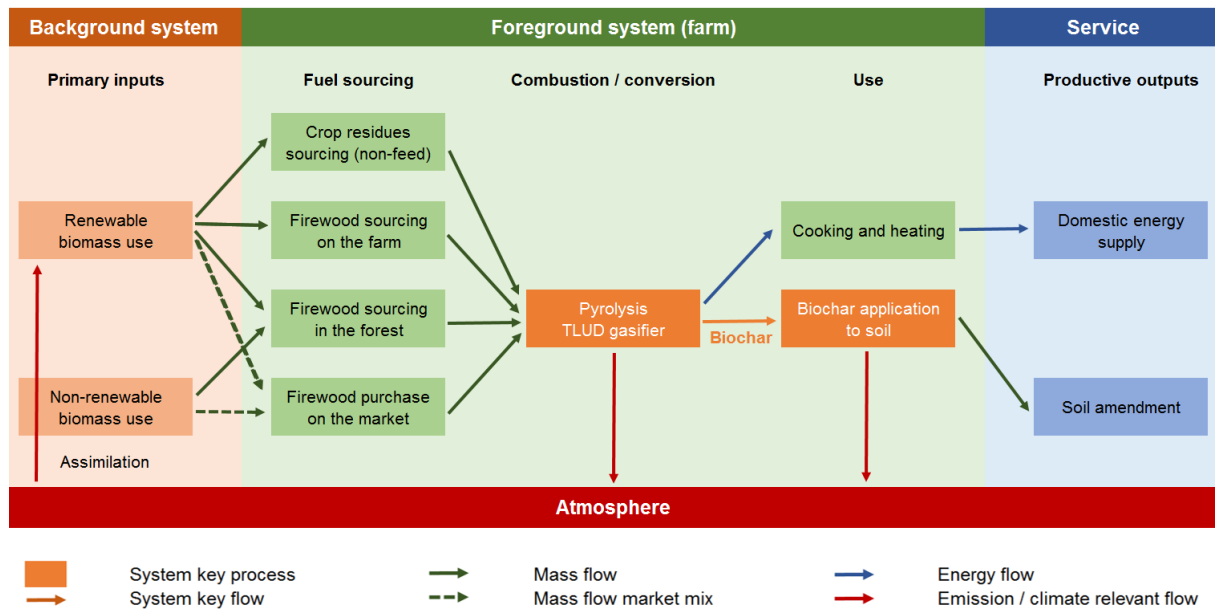 Background system
Foreground system (farm)
Service
Primary inputs
Fuel sourcing
Combustion / conversion
Use
Productive outputs
Crop residues
sourcing (non-feed)
Renewable
biomass use
Firewood sourcing
on the farm
Cooking and heating
Domestic energy
supply
Firewood sourcing
in the forest
Pyrolysis
TLUD gasifier
Biochar
Biochar application
to soil
Non-renewable
biomass use
Firewood purchase
on the market
Soil amendment
Assimilation
Atmosphere
System key process
Mass flow
Energy flow
System key flow
Mass flow market mix
Emission / climate relevant flow